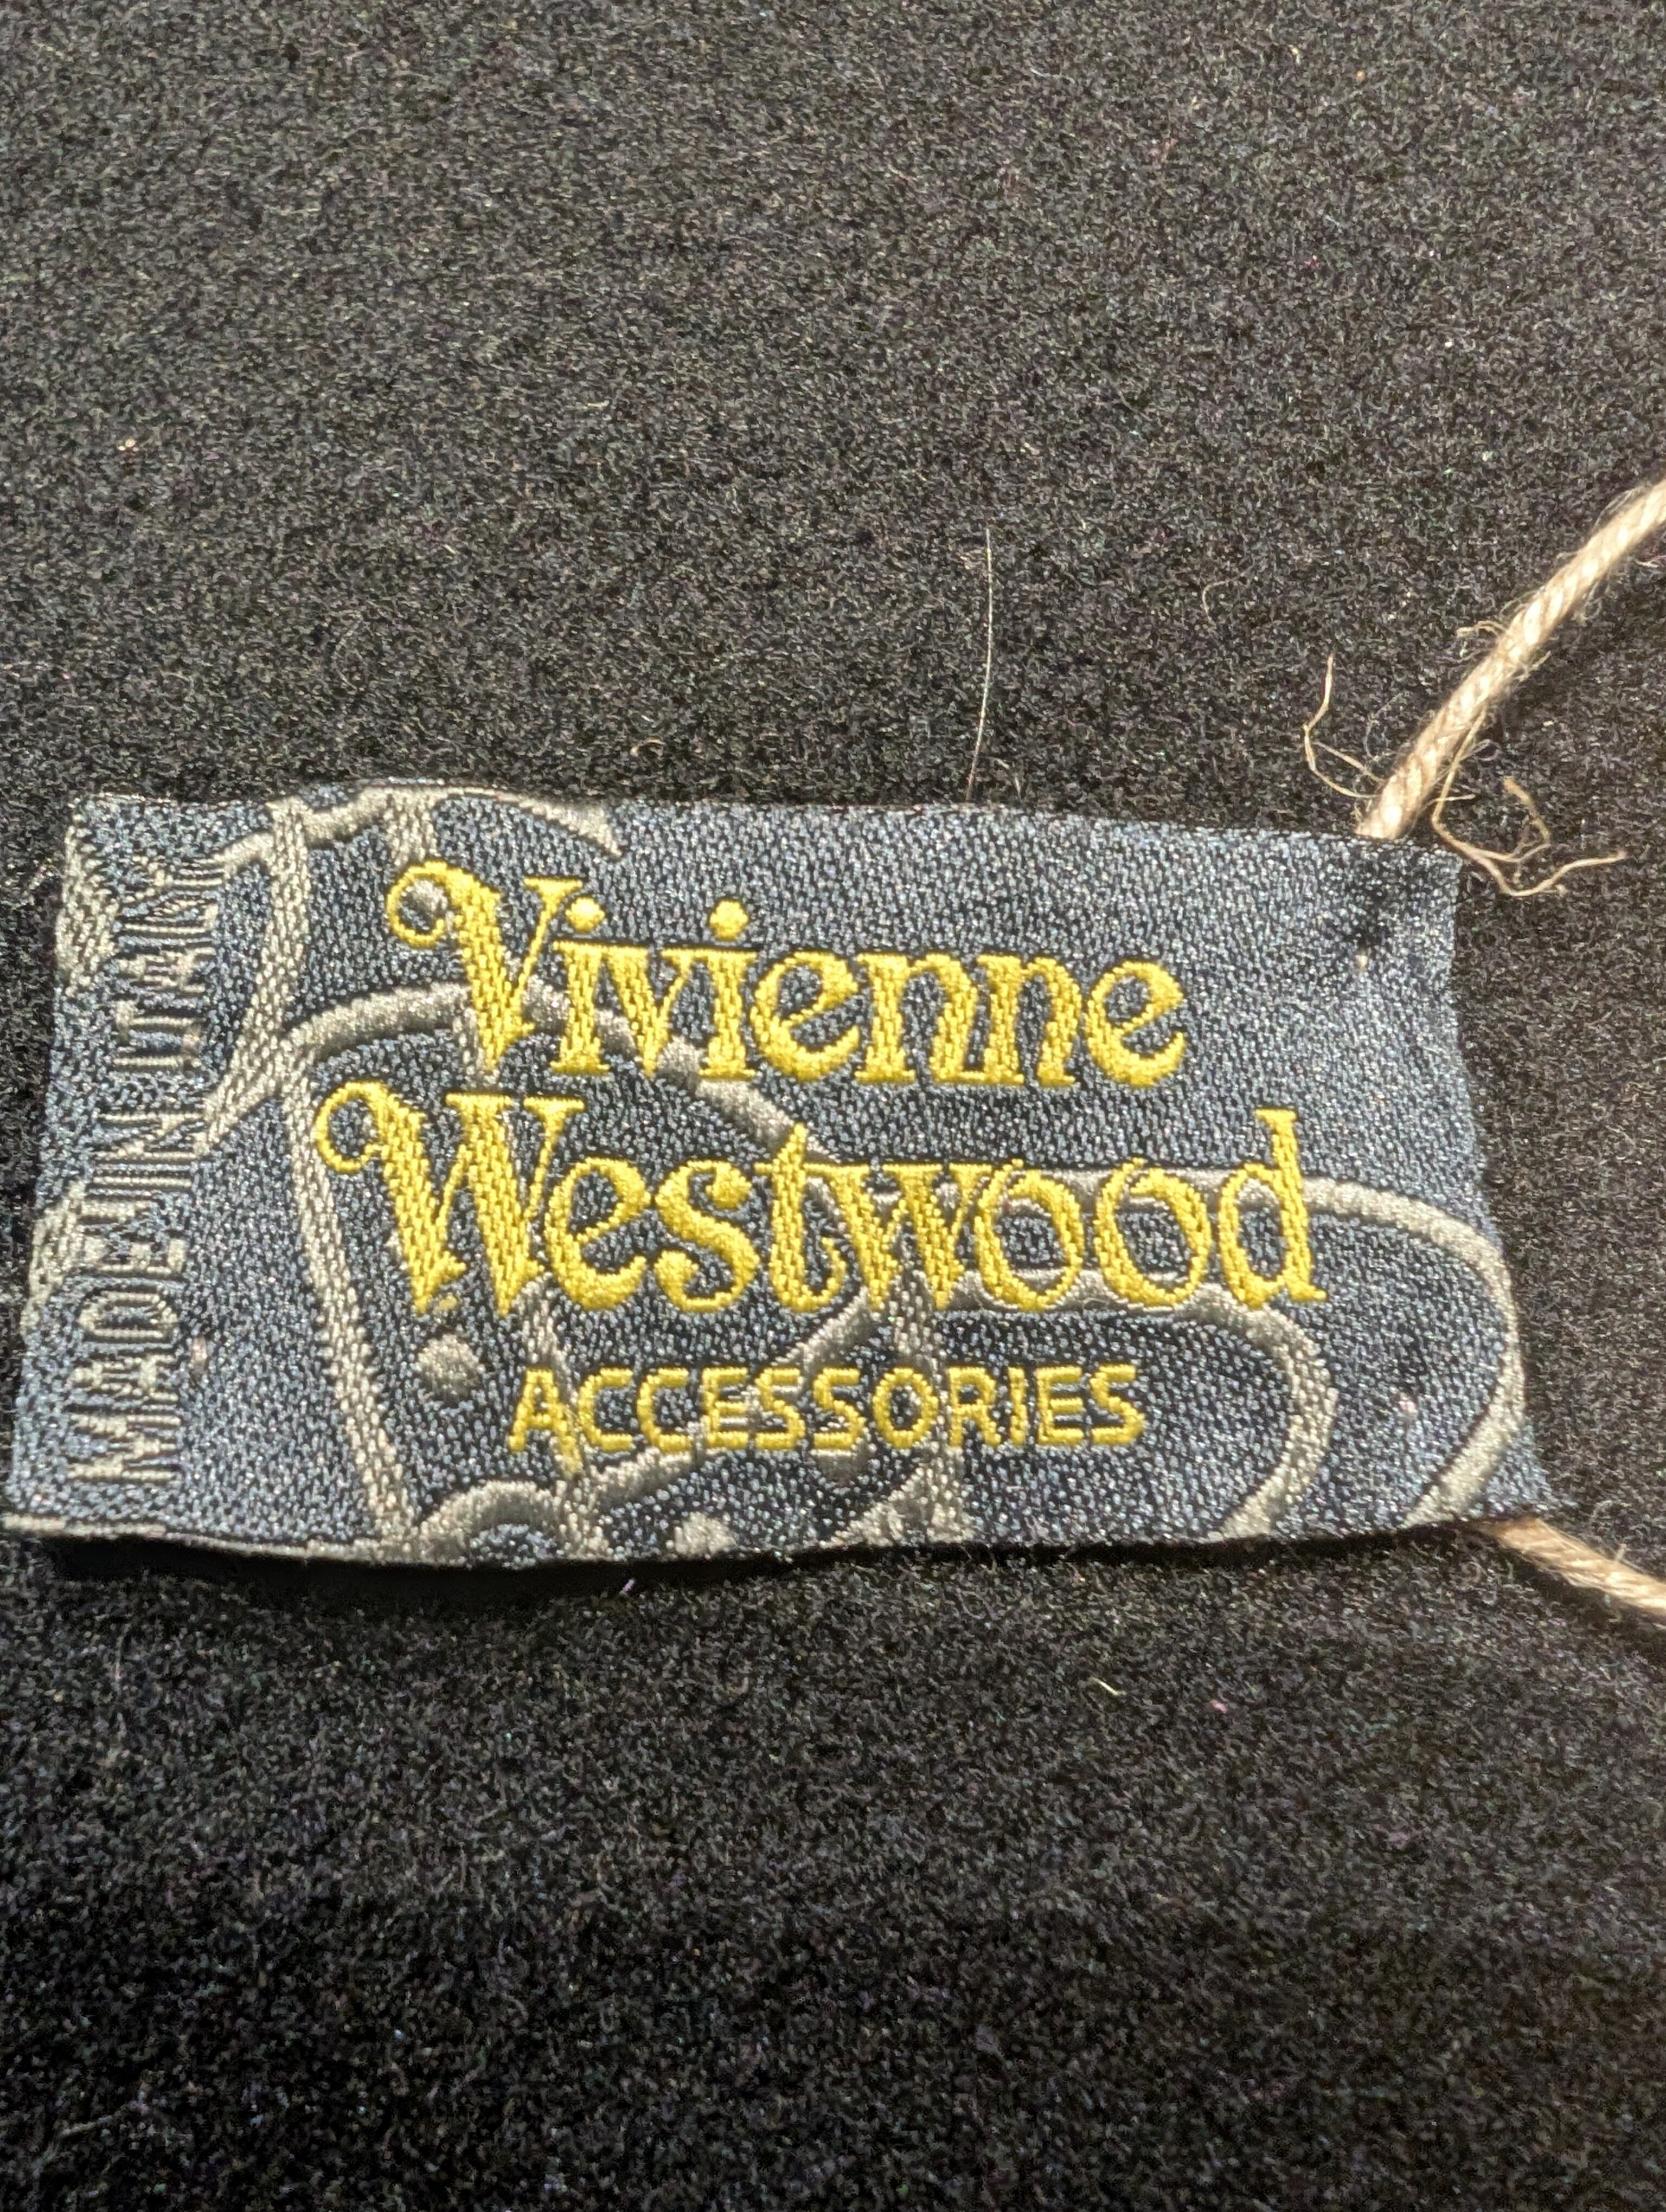 Vivienne
Westwood
ACCESSORIES
MADE IN ITALY